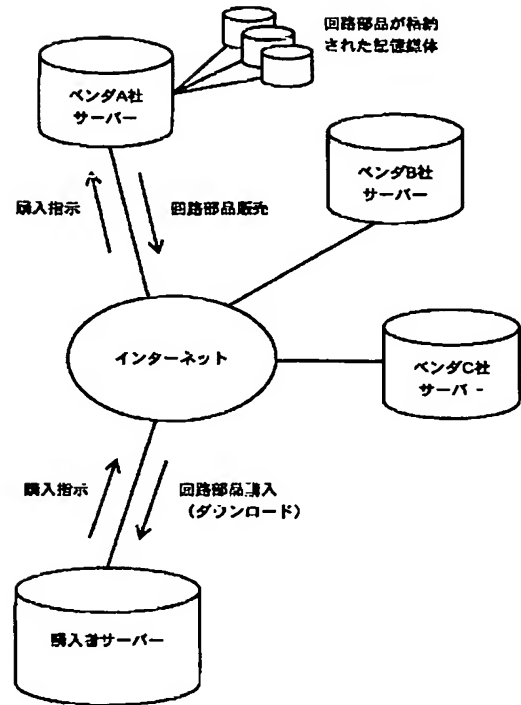 回路部品が格納
された記憶媒体
ベンダA社
サーバー
ベンダB社
サーバー
購入指示
回路部品販売
インターネット
ベンダC社
サーバー
購入指示
回路部品購入
(ダウンロード)
購入者サーバー